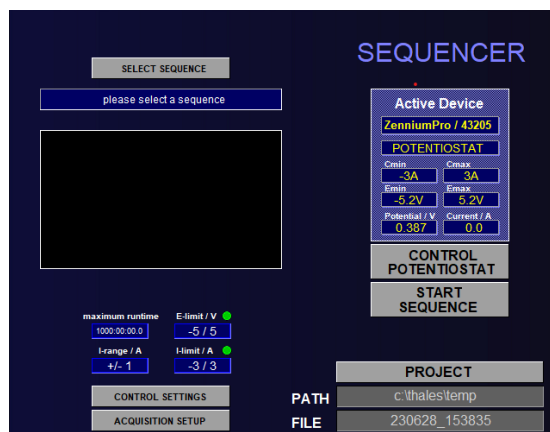 SEQUENCER
SELECT SEQUENCE
please select a sequence
Active Device
ZenniumPro / 43205
POTENTIOSTAT
Cmin Cmax
-3A 3A
Emin Emax
-5.2V 5.2V
Potential / V Current / A
0.387 0.0
CONTROL
POTENTIOSTAT
START
SEQUENCE
maximum runtime E-limit / V
1000:00:00.0 -5 / 5
I-range / A I-limit / A
+/- 1 -3 / 3
CONTROL SETTINGS
ACQUISITION SETUP
PROJECT
PATH c:\thales\temp
FILE 230628_153835